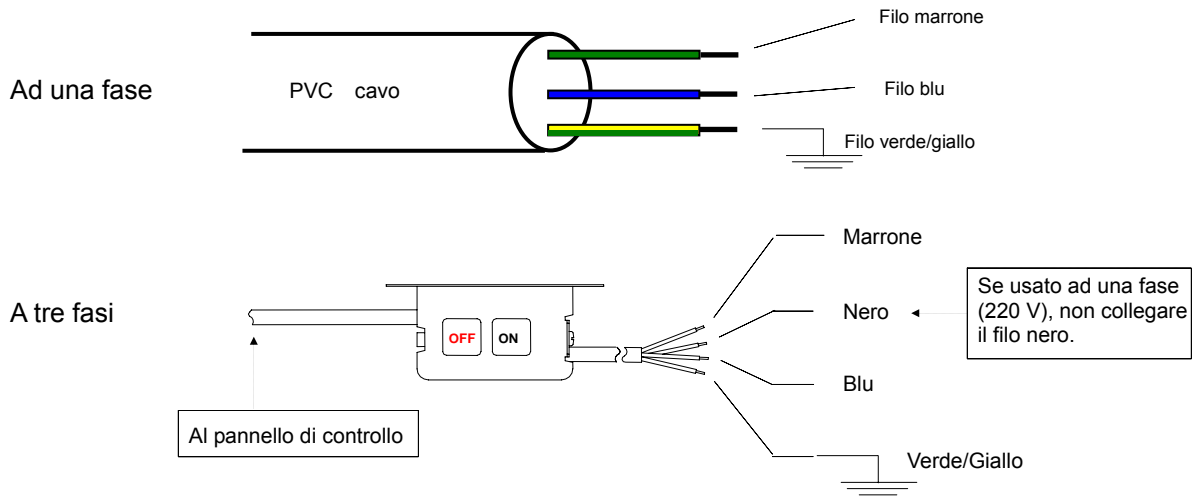 Filo marrone
Ad una fase
PVC cavo
Filo blu
Filo verde/giallo
Marrone
A tre fasi
OFF
ON
Nero
Se usato ad una fase
(220 V), non collegare
il filo nero.
Blu
Al pannello di controllo
Verde/Giallo